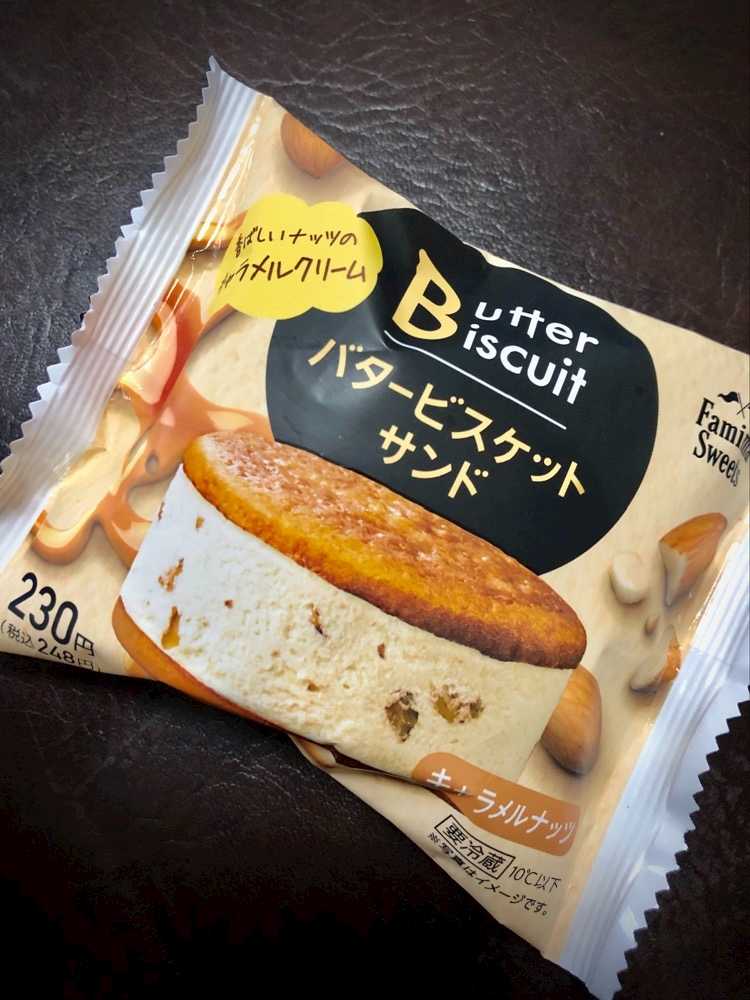 香ばしいナッツの
キャラメルクリーム
Butter
Biscuit
バタービスケット
サンド
Sweets
230円
(税込248円)
キャラメルナッツ
要冷蔵 10℃以下
※写真はイメージです。